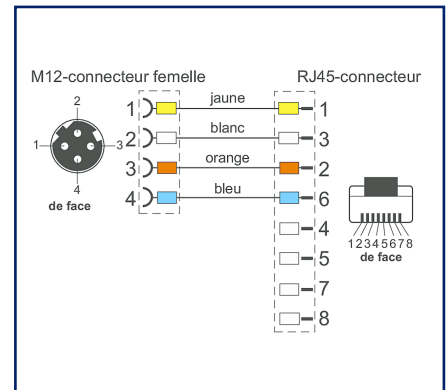 M12-connecteur femelle
RJ45-connecteur
2
1
3
4
de face
1 jaune 1
2 blanc 3
3 orange 2
4 bleu 6
4
5
7
8
12345678
de face